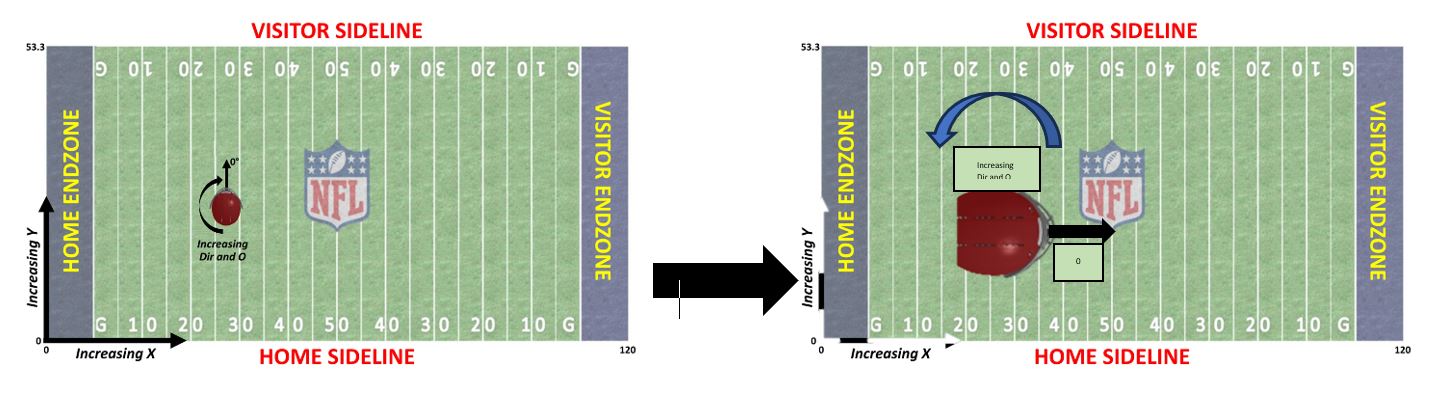 VISITOR SIDELINE
53.3
G 10 20 30 40 50 40 30 20 10 G
HOME ENDZONE
VISITOR ENDZONE
0°
NFL
Increasing
Dir and O
Increasing Y
G 10 20 30 40 50 40 30 20 10 G
0
0
Increasing X
HOME SIDELINE
120
VISITOR SIDELINE
53.3
G 10 20 30 40 50 40 30 20 10 G
HOME ENDZONE
VISITOR ENDZONE
Increasing
Dir and O
NFL
0
Increasing Y
G 10 20 30 40 50 40 30 20 10 G
0
0
Increasing X
HOME SIDELINE
120